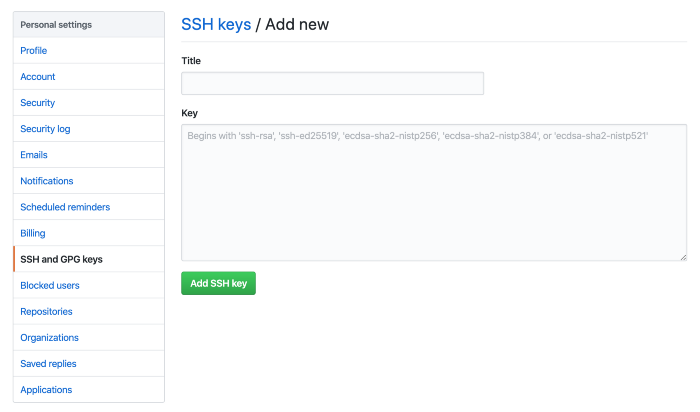 Personal settings
Profile
Account
Security
Security log
Emails
Notifications
Scheduled reminders
Billing
SSH and GPG keys
Blocked users
Repositories
Organizations
Saved replies
Applications
SSH keys / Add new
Title
Key
Begins with 'ssh-rsa', 'ssh-ed25519', 'ecdsa-sha2-nistp256', 'ecdsa-sha2-nistp384', or 'ecdsa-sha2-nistp521'
Add SSH key